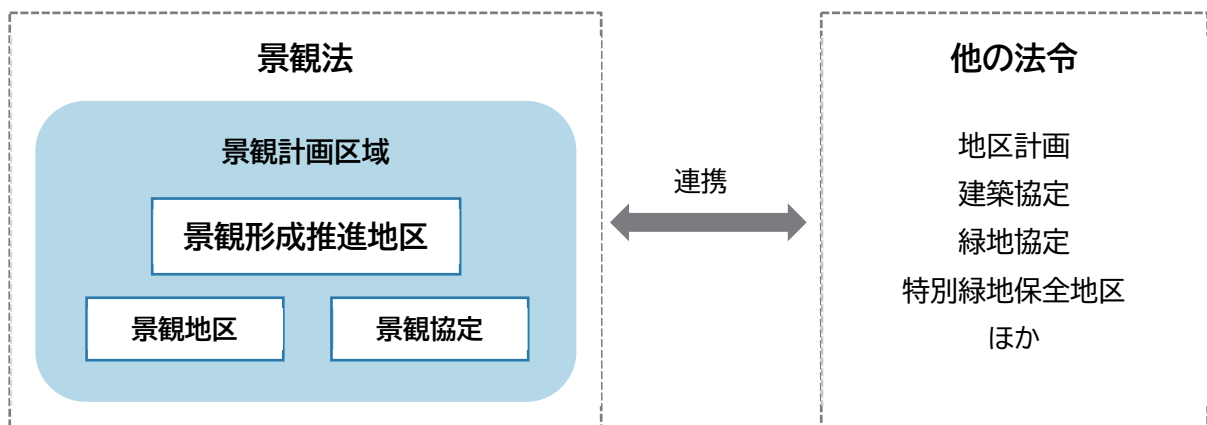 景観法
景観計画区域
景観形成推進地区
景観地区
景観協定
連携
他の法令
地区計画
建築協定
緑地協定
特別緑地保全地区
ほか